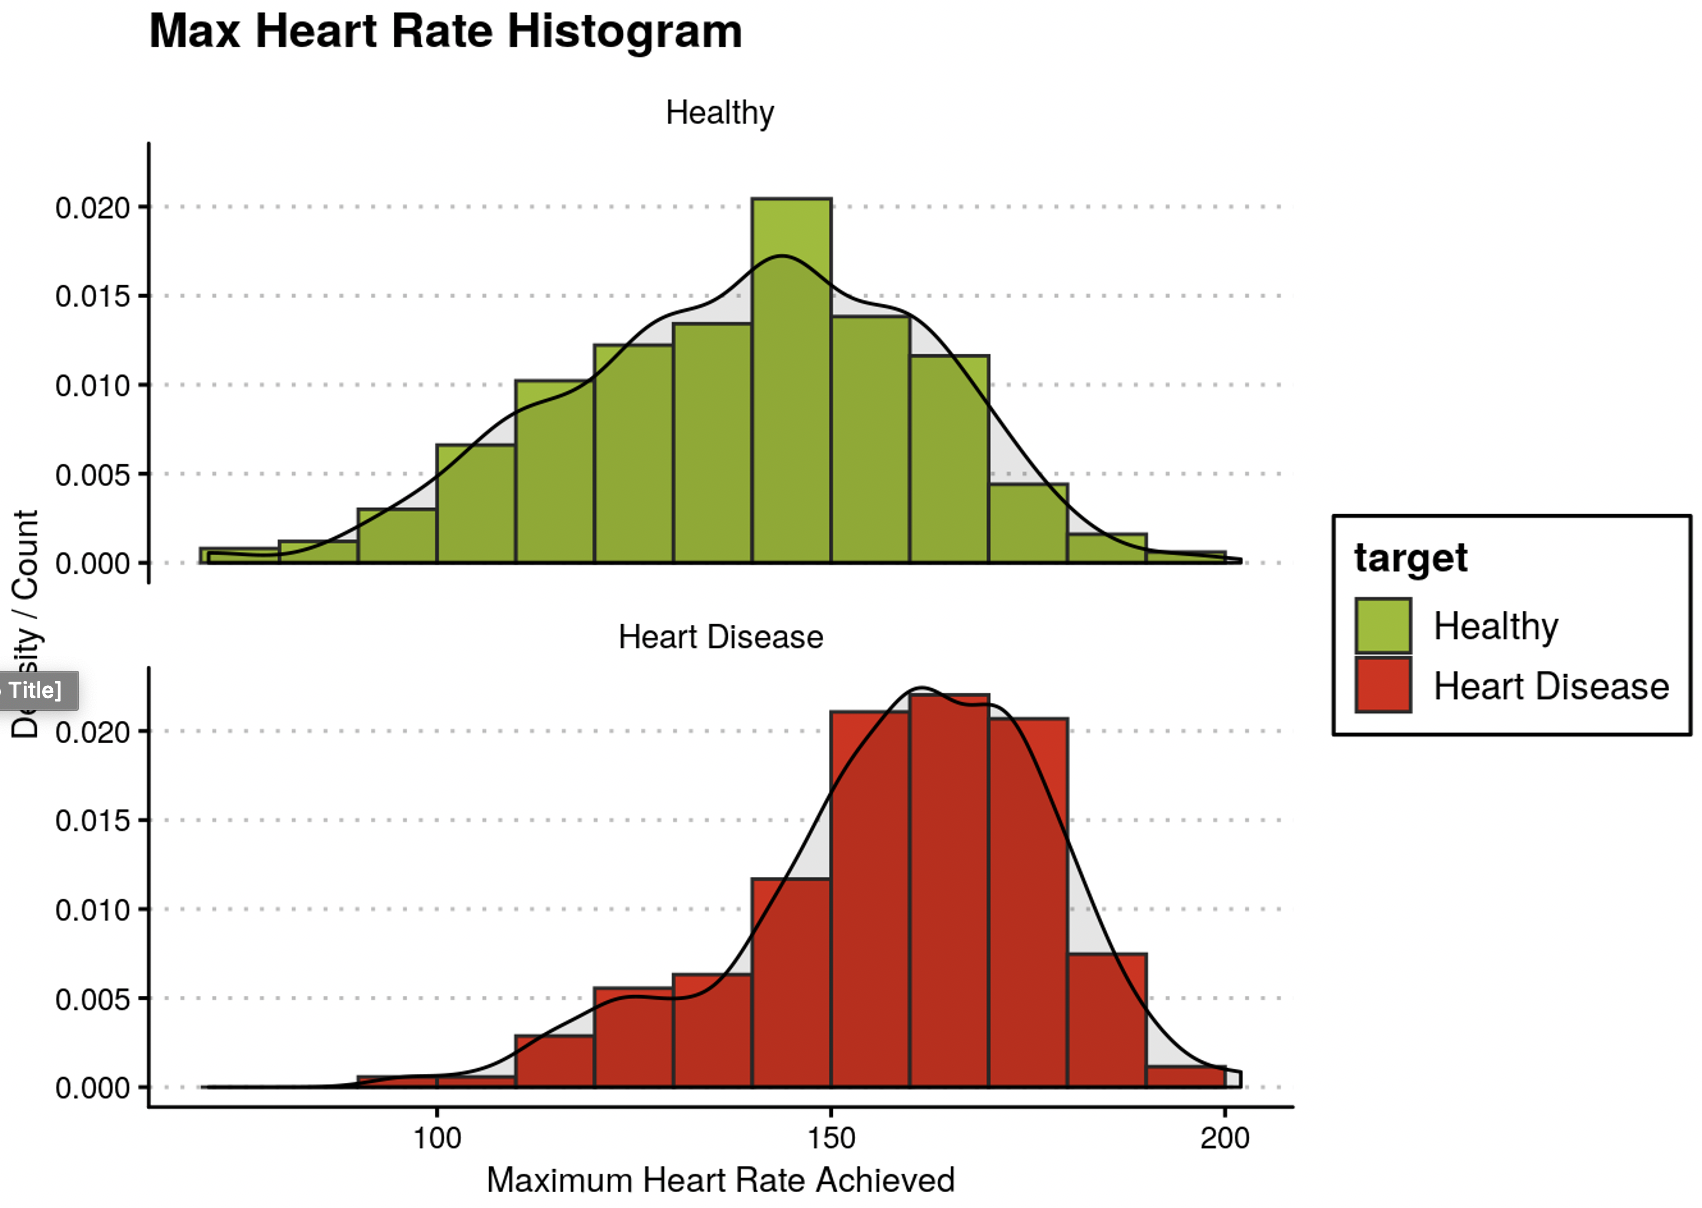 Max Heart Rate Histogram
Healthy
0.020
0.015
0.010
0.005
0.000
Density / Count
Title]
Heart Disease
0.020
0.015
0.010
0.005
0.000
100 150 200
Maximum Heart Rate Achieved
target
Healthy
Heart Disease